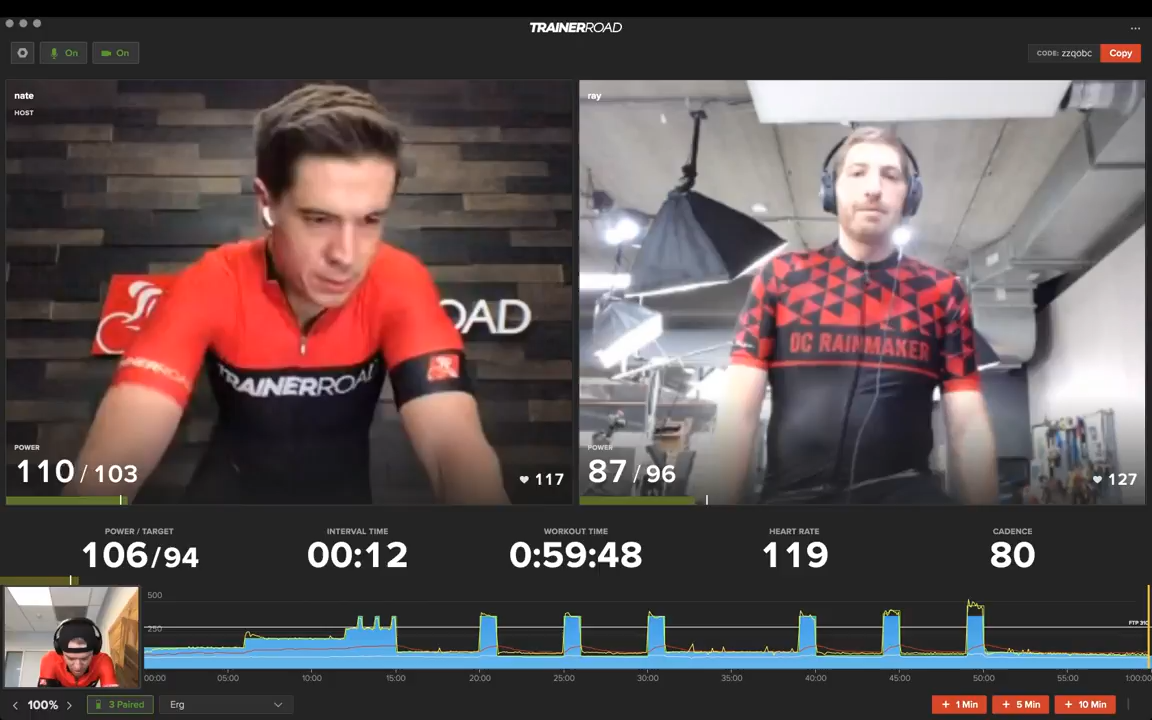 TRAINERROAD
On
On
CODE: zzqobc
Copy
nate
HOST
ray
OAD
TRAINERROA
TRAINERROAD
DC RAINMAKER
POWER
110 / 103
117
POWER
87 / 96
127
POWER / TARGET
INTERVAL TIME
WORKOUT TIME
HEART RATE
CADENCE
106/94
00:12
0:59:48
119
80
500
250
FTP 310
00:00
05:00
10:00
15:00
20:00
25:00
30:00
35:00
40:00
45:00
50:00
55:00
1:00:00
100%
3 Paired
Erg
+ 1 Min
+ 5 Min
+ 10 Min